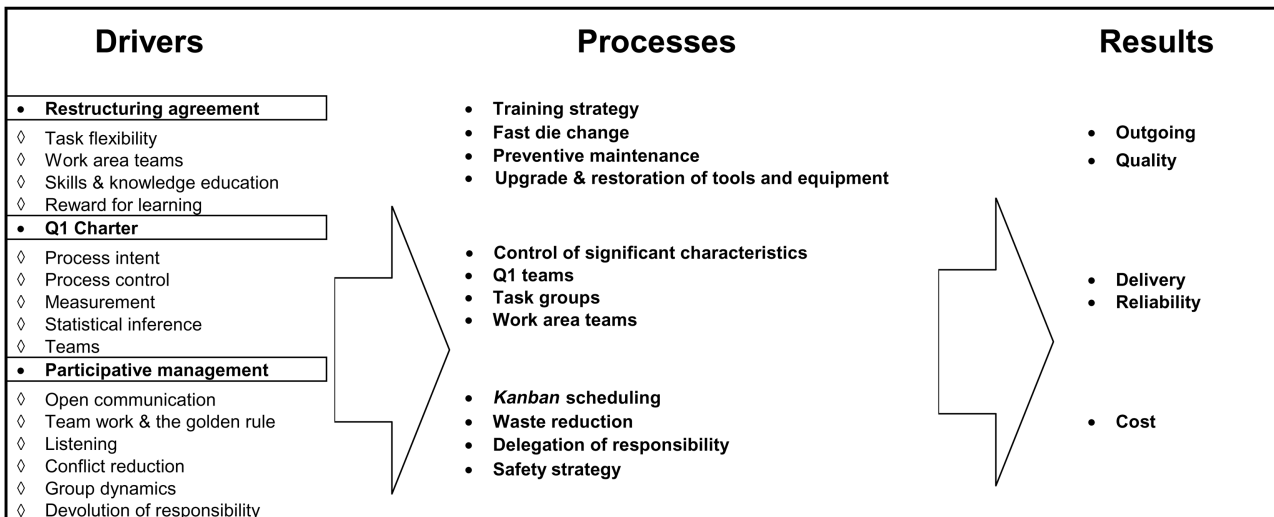 Drivers
Processes
Results
• Restructuring agreement
◊ Task flexibility
◊ Work area teams
◊ Skills & knowledge education
◊ Reward for learning
• Q1 Charter
◊ Process intent
◊ Process control
◊ Measurement
◊ Statistical inference
◊ Teams
• Participative management
◊ Open communication
◊ Team work & the golden rule
◊ Listening
◊ Conflict reduction
◊ Group dynamics
◊ Devolution of responsibility
• Training strategy
• Fast die change
• Preventive maintenance
• Upgrade & restoration of tools and equipment
• Control of significant characteristics
• Q1 teams
• Task groups
• Work area teams
• Kanban scheduling
• Waste reduction
• Delegation of responsibility
• Safety strategy
• Outgoing
• Quality
• Delivery
• Reliability
• Cost